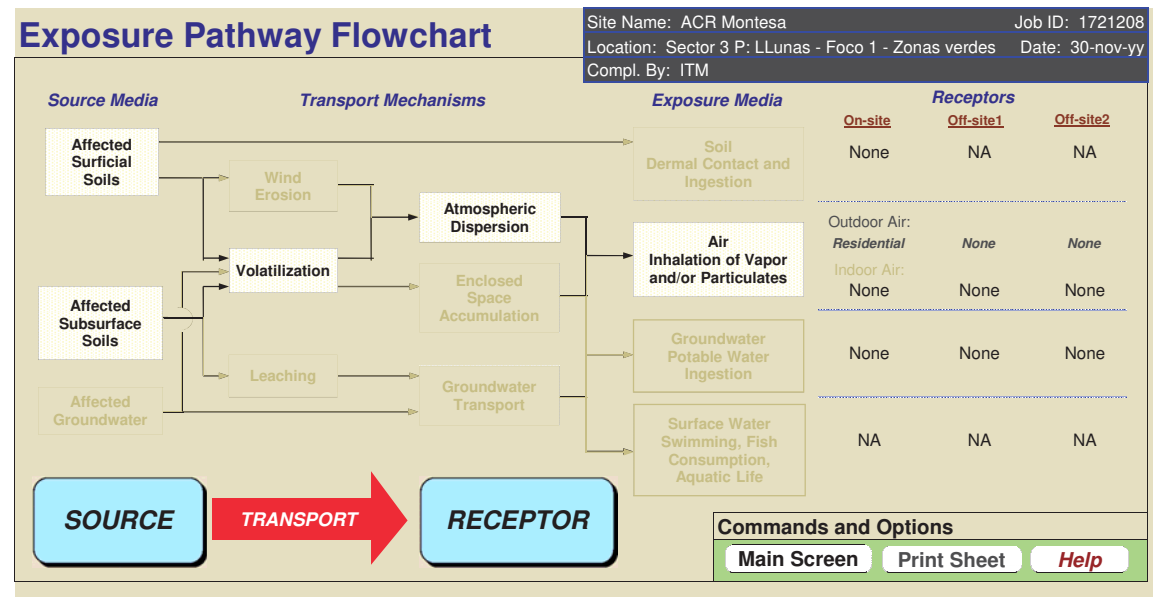 Exposure Pathway Flowchart
Site Name: ACR Montesa Job ID: 1721208
Location: Sector 3 P: LLunas - Foco 1 - Zonas verdes Date: 30-nov-yy
Compl. By: ITM
Source Media
Transport Mechanisms
Exposure Media
Receptors
On-site Off-site1 Off-site2
Affected
Surficial
Soils
Wind
Erosion
Volatilization
Affected
Subsurface
Soils
Leaching
Affected
Groundwater
Atmospheric
Dispersion
Enclosed
Space
Accumulation
Groundwater
Transport
Soil
Dermal Contact and
Ingestion
None NA NA
Air
Inhalation of Vapor
and/or Particulates
Outdoor Air:
Residential None None
Indoor Air:
None None None
Groundwater
Potable Water
Ingestion
None None None
Surface Water
Swimming, Fish
Consumption,
Aquatic Life
NA NA NA
SOURCE
TRANSPORT
RECEPTOR
Commands and Options
Main Screen Print Sheet Help